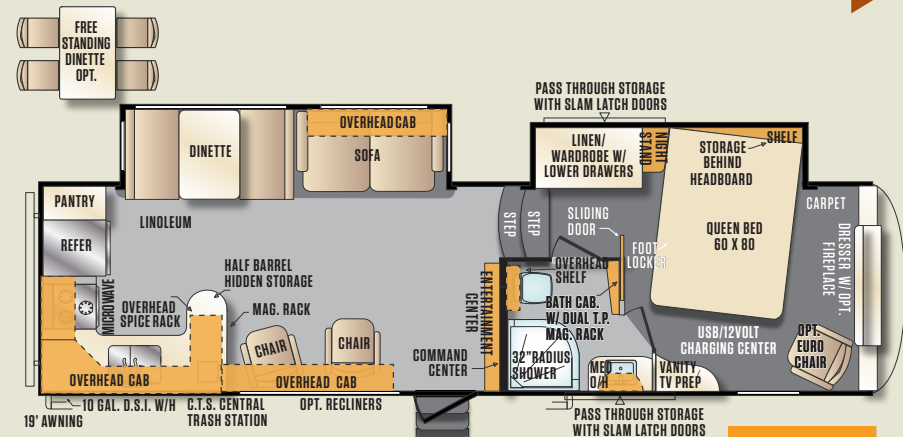 FREE
STANDING
DINETTE
OPT.
PASS THROUGH STORAGE
WITH SLAM LATCH DOORS
OVERHEAD CAB
SOFA
DINETTE
LINEN/
WARDROBE W/
LOWER DRAWERS
NIGHT
STAND
SHELF
STORAGE
BEHIND
HEADBOARD
PANTRY
LINOLEUM
REFER
STEP
STEP
SLIDING
DOOR
FOOT
LOCKER
QUEEN BED
60 X 80
CARPET
DRESSER W/ OPT.
FIREPLACE
MICROWAVE
OVERHEAD
SPICE RACK
HALF BARREL
HIDDEN STORAGE
MAG. RACK
ENTERTAINMENT
CENTER
OVERHEAD
SHELF
BATH CAB.
W/ DUAL T.P.
MAG. RACK
CHAIR
CHAIR
COMMAND
CENTER
32" RADIUS
SHOWER
MED
O/H
VANITY
TV PREP
USB/12VOLT
CHARGING CENTER
OPT.
EURO
CHAIR
OVERHEAD CAB
OVERHEAD CAB
10 GAL. D.S.I. W/H
19' AWNING
C.T.S. CENTRAL
TRASH STATION
OPT. RECLINERS
PASS THROUGH STORAGE
WITH SLAM LATCH DOORS